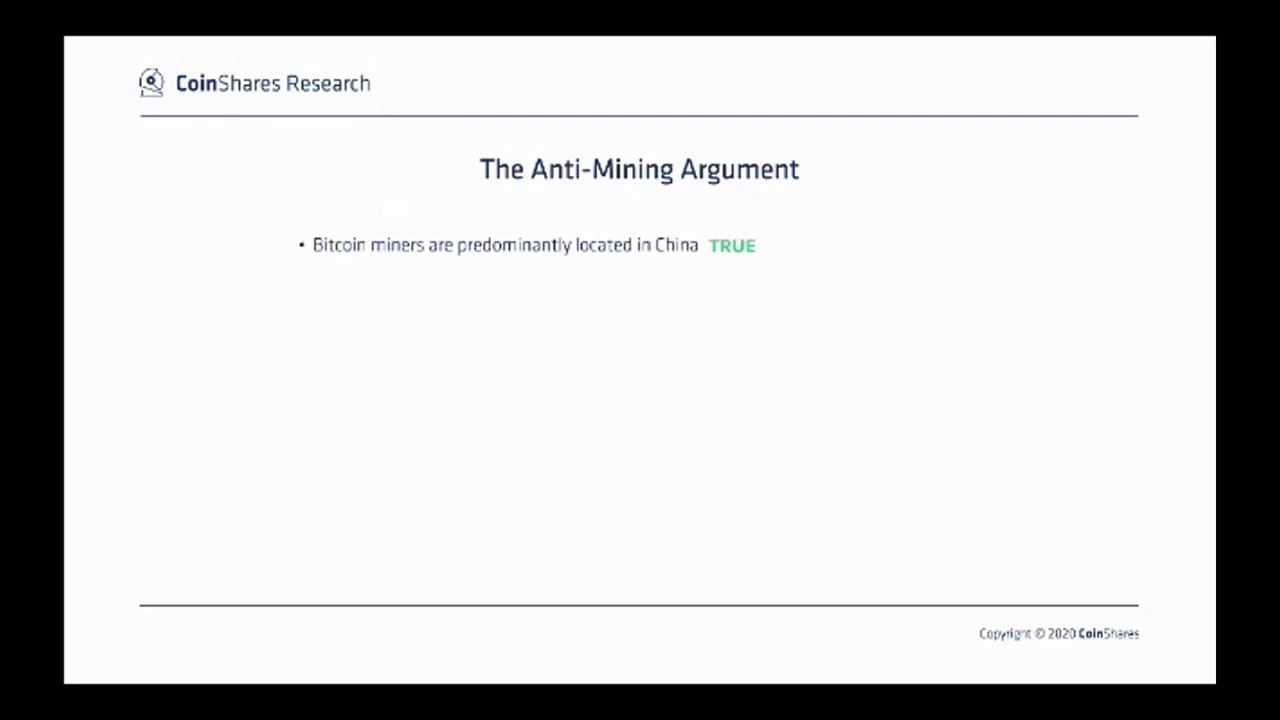 CoinShares Research
The Anti-Mining Argument
• Bitcoin miners are predominantly located in China TRUE
Copyright © 2020 CoinShares